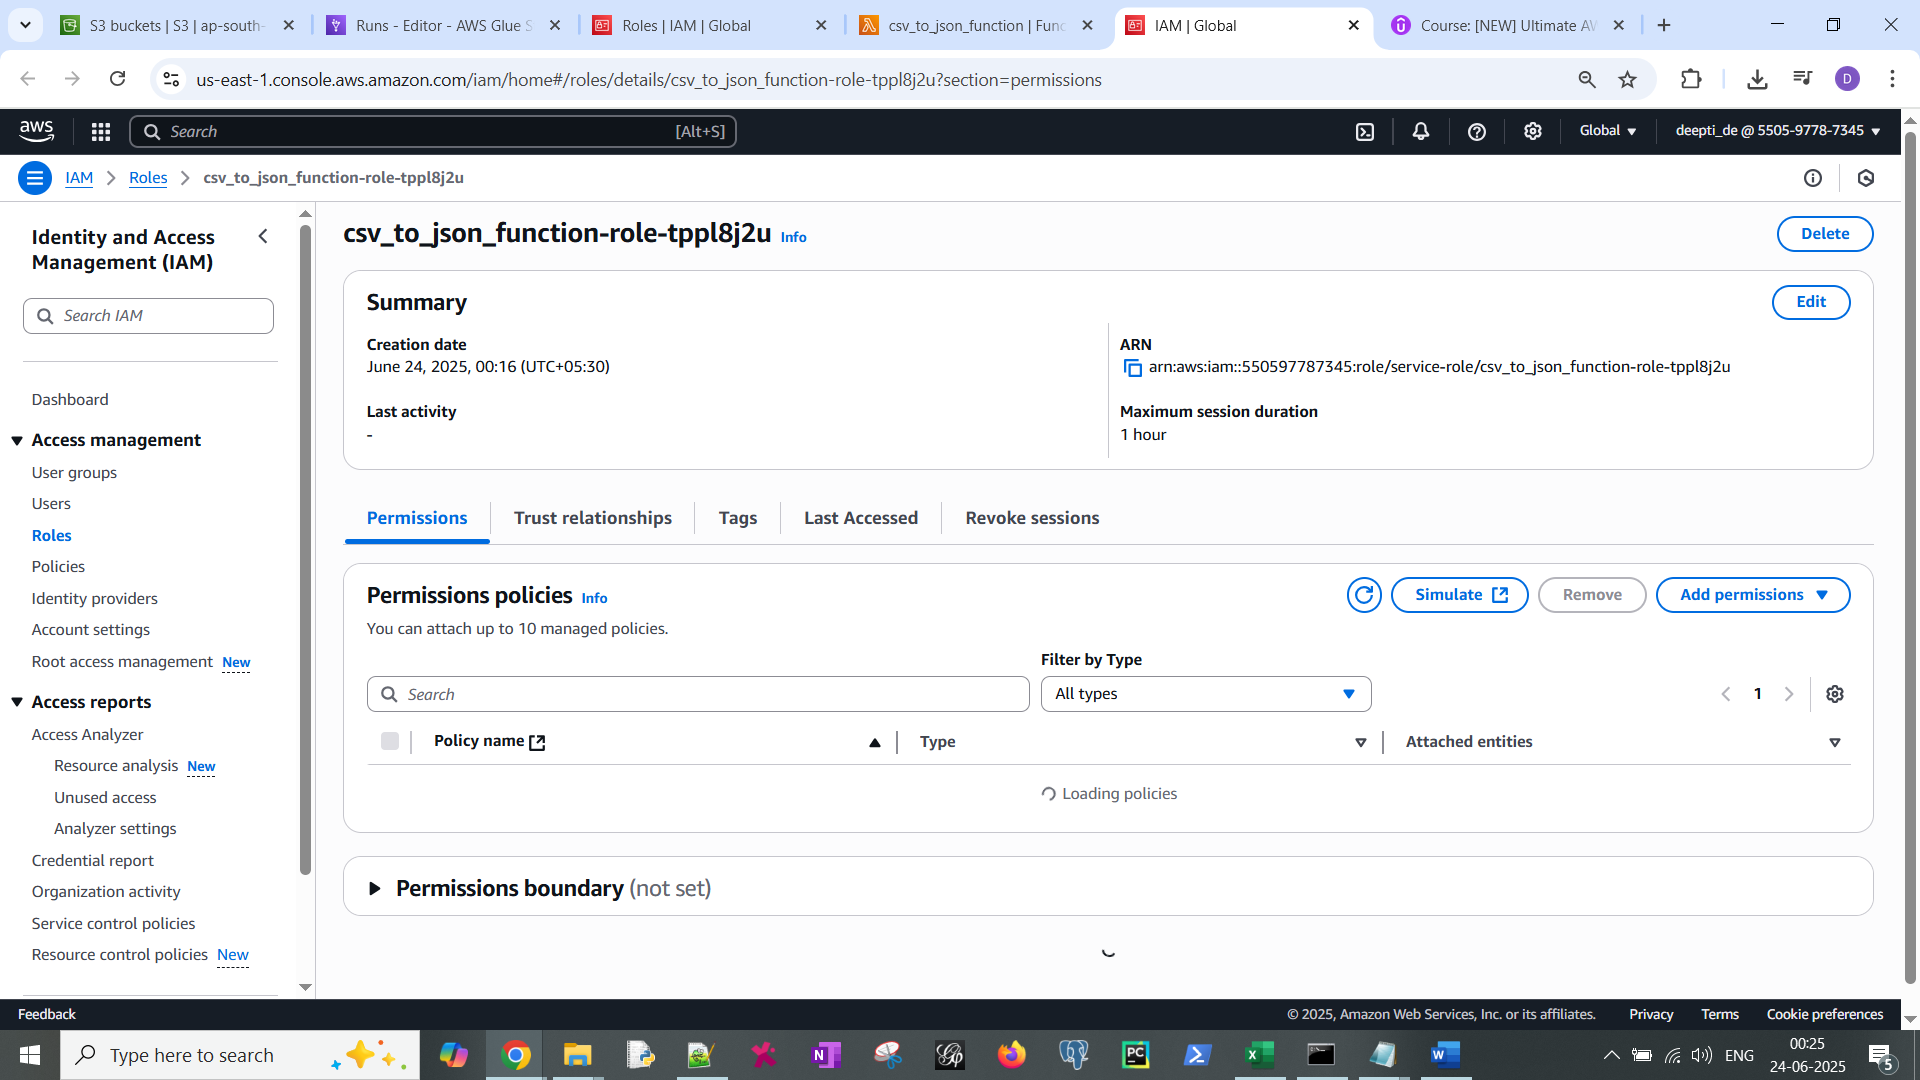 S3 buckets | S3 | ap-south-
Runs - Editor - AWS Glue S
Roles | IAM | Global
csv_to_json_function | Func
IAM | Global
Course: [NEW] Ultimate AW
us-east-1.console.aws.amazon.com/iam/home#/roles/details/csv_to_json_function-role-tppl8j2u?section=permissions
D
aws
Search
[Alt+S]
Global
deepti_de @ 5505-9778-7345
IAM
Roles
csv_to_json_function-role-tppl8j2u
Identity and Access
Management (IAM)
Search IAM
Dashboard
Access management
User groups
Users
Roles
Policies
Identity providers
Account settings
Root access management New
Access reports
Access Analyzer
Resource analysis New
Unused access
Analyzer settings
Credential report
Organization activity
Service control policies
Resource control policies New
csv_to_json_function-role-tppl8j2u Info
Delete
Summary
Edit
Creation date
June 24, 2025, 00:16 (UTC+05:30)
ARN
arn:aws:iam::550597787345:role/service-role/csv_to_json_function-role-tppl8j2u
Last activity
-
Maximum session duration
1 hour
Permissions
Trust relationships
Tags
Last Accessed
Revoke sessions
Permissions policies Info
You can attach up to 10 managed policies.
Simulate
Remove
Add permissions
Filter by Type
Search
All types
1
Policy name
Type
Attached entities
Loading policies
Permissions boundary (not set)
Feedback
© 2025, Amazon Web Services, Inc. or its affiliates.
Privacy
Terms
Cookie preferences
Type here to search
ENG
00:25
24-06-2025
5